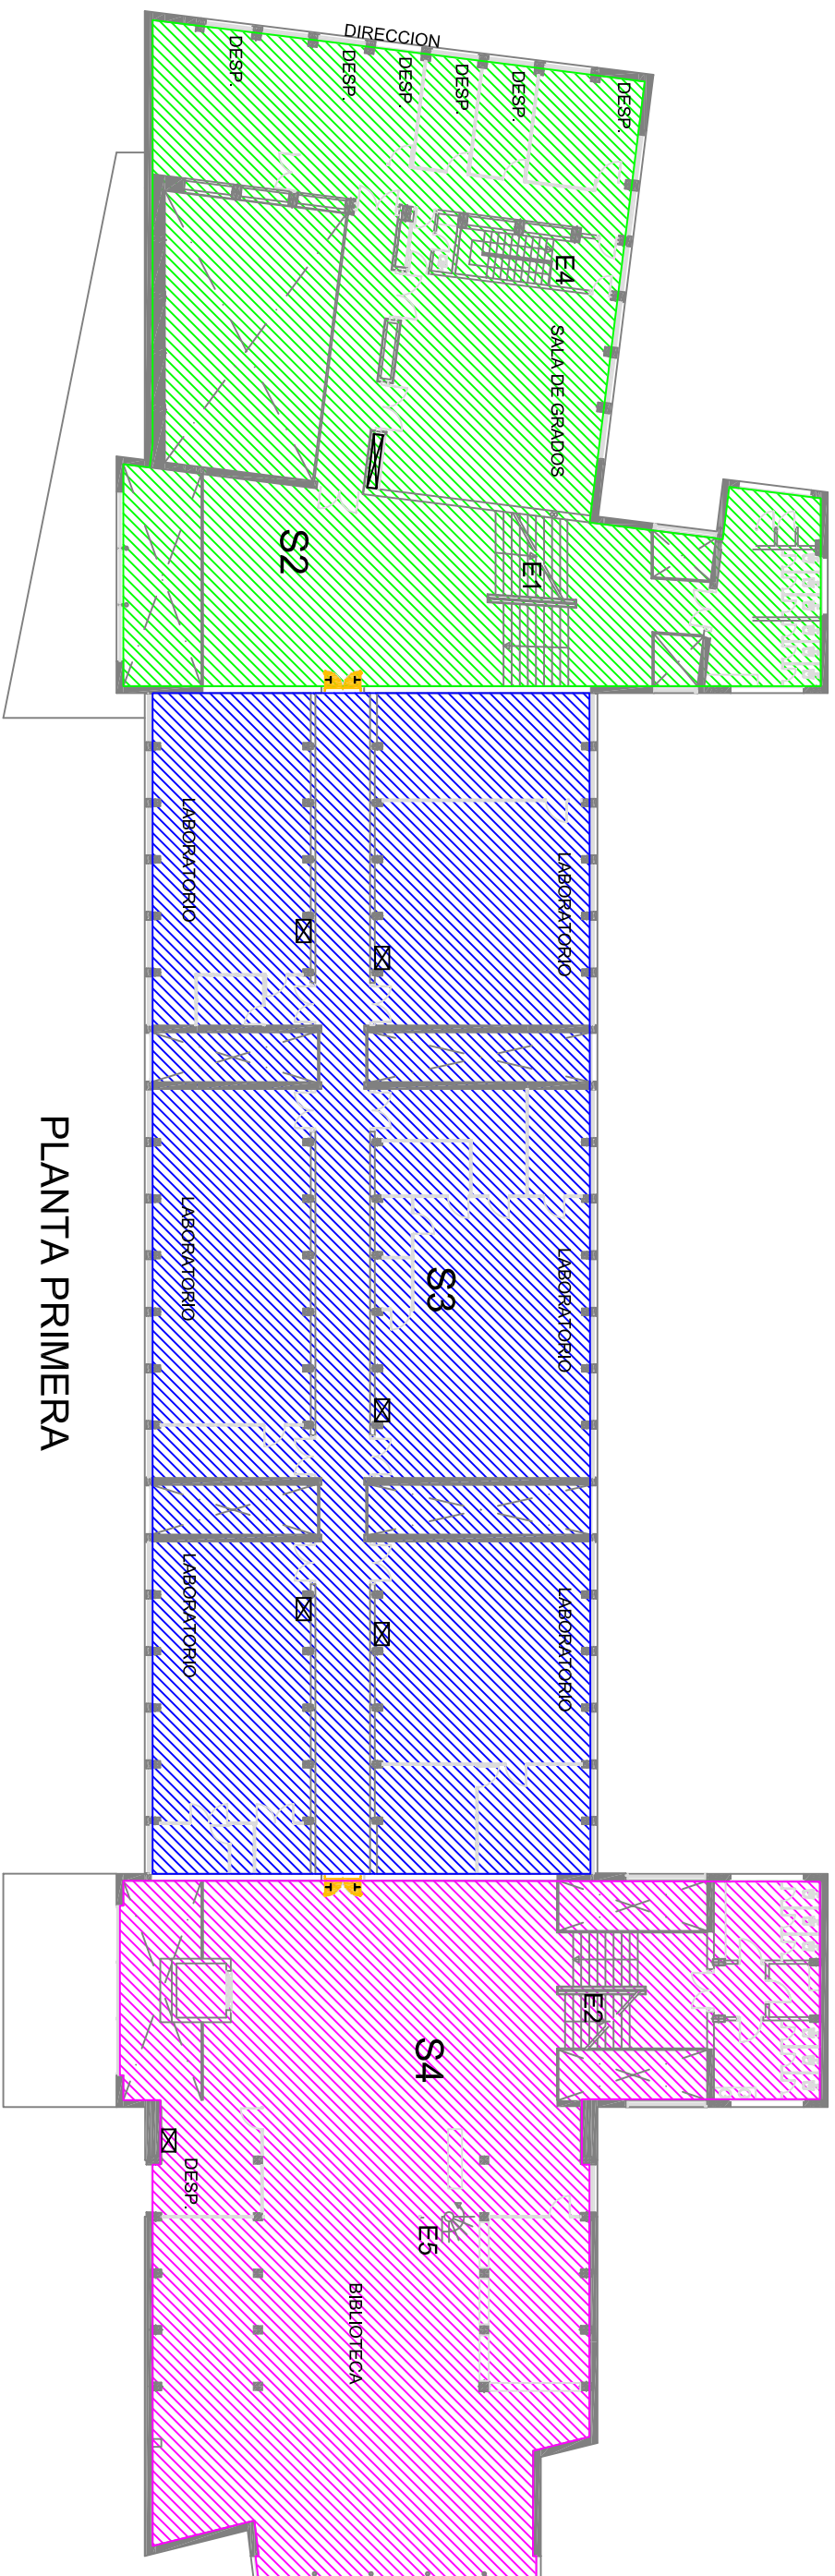 DIRECCION
DESP.
DESP.
DESP.
DESP.
DESP.
DESP.
E4
SALA DE GRADOS
S2
E1
LABORATORIO
LABORATORIO
PLANTA PRIMERA
LABORATORIO
S3
LABORATORIO
LABORATORIO
LABORATORIO
E2
S4
DESP.
E5
BIBLIOTECA